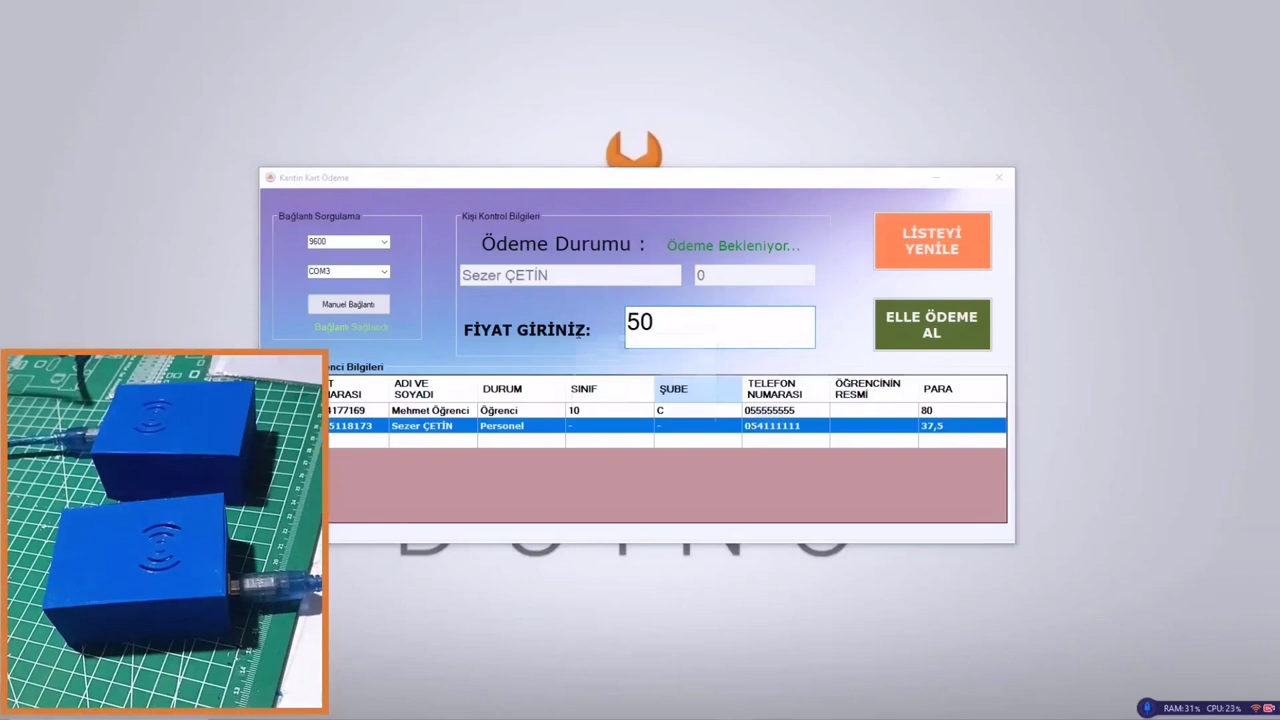 Kantin Kart Ödeme
Bağlantı Sorgulama
9600
COM3
Manuel Bağlantı
Bağlantı Sağlandı
Kişi Kontrol Bilgileri
Ödeme Durumu :
Ödeme Bekleniyor...
Sezer ÇETİN
0
FİYAT GİRİNİZ:
50
LİSTEYİ
YENİLE
ELLE ÖDEME
AL
enci Bilgileri
ARASI
ADI VE
SOYADI
DURUM
SINIF
ŞUBE
TELEFON
NUMARASI
ÖĞRENCİNİN
RESMİ
PARA
4177169 Mehmet Öğrenci Öğrenci 10 C 055555555 80
5118173 Sezer ÇETİN Personel - - 054111111 37,5
RAM:31% CPU:23%